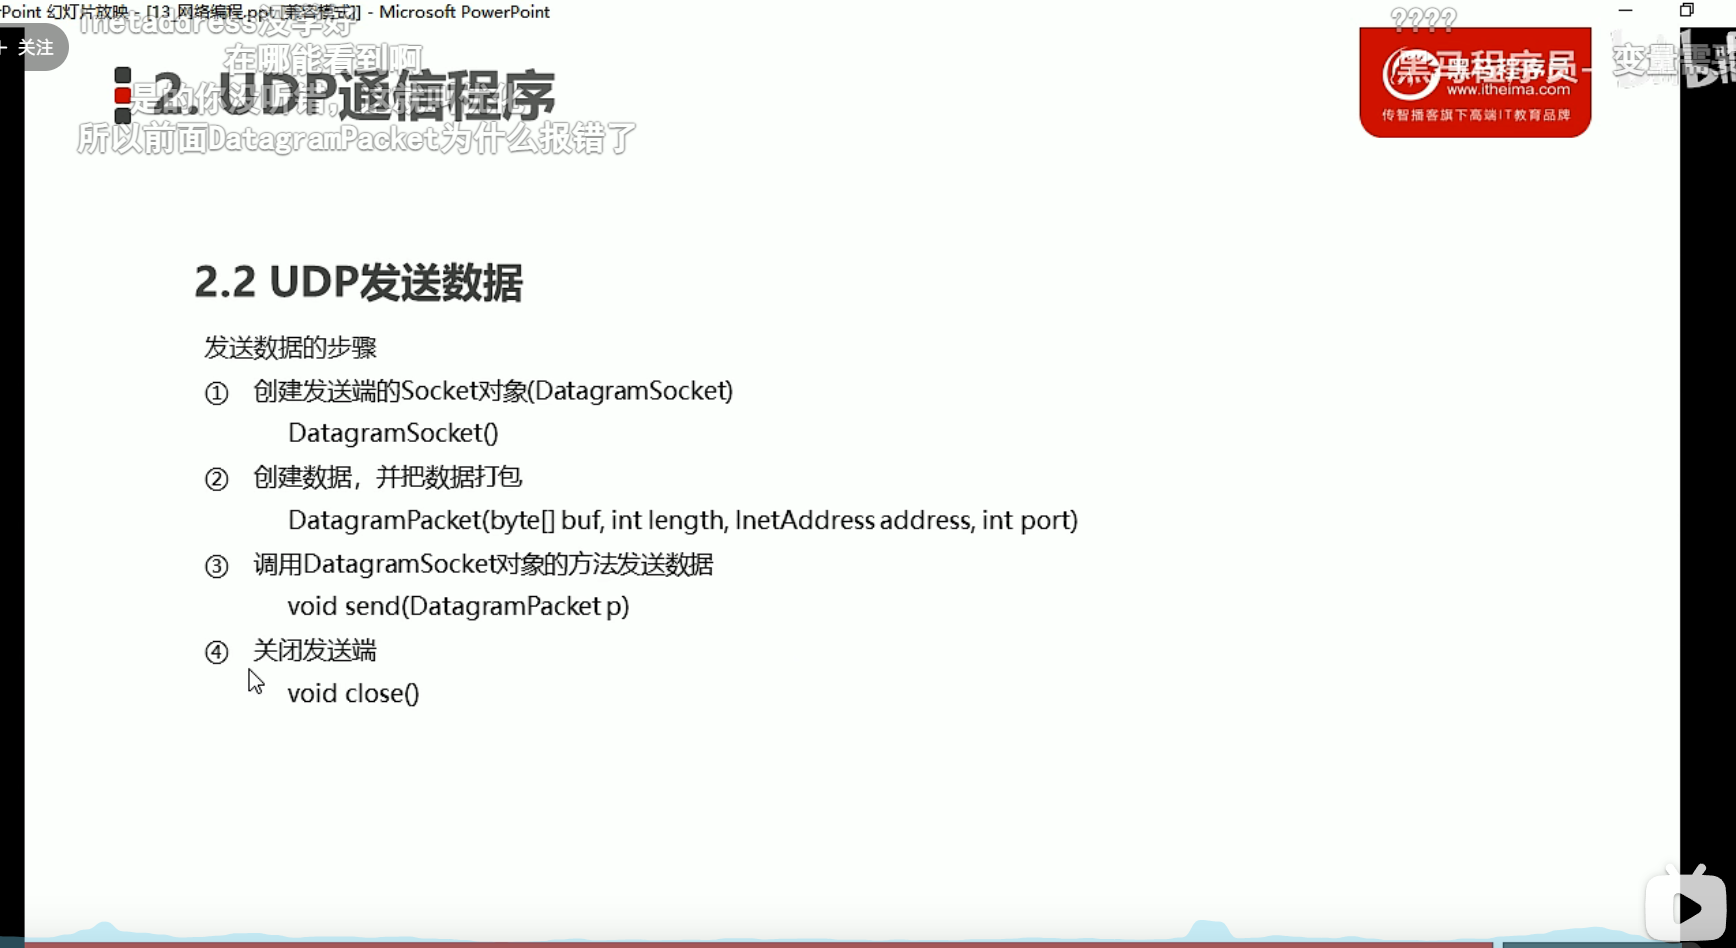 Point 幻灯片放映 - [13_网络编程.ppt [兼容模式]] - Microsoft PowerPoint
inetaddress没学好
????
+ 关注
在哪能看到啊
变量需
2. UDP通信程序
是的你没听错，
所以前面DatagramPacket为什么报错了
黑马程序员
www.itheima.com
传智播客旗下高端IT教育品牌
2.2 UDP发送数据
发送数据的步骤
① 创建发送端的Socket对象(DatagramSocket)
DatagramSocket()
② 创建数据，并把数据打包
DatagramPacket(byte[] buf, int length, InetAddress address, int port)
③ 调用DatagramSocket对象的方法发送数据
void send(DatagramPacket p)
④ 关闭发送端
void close()